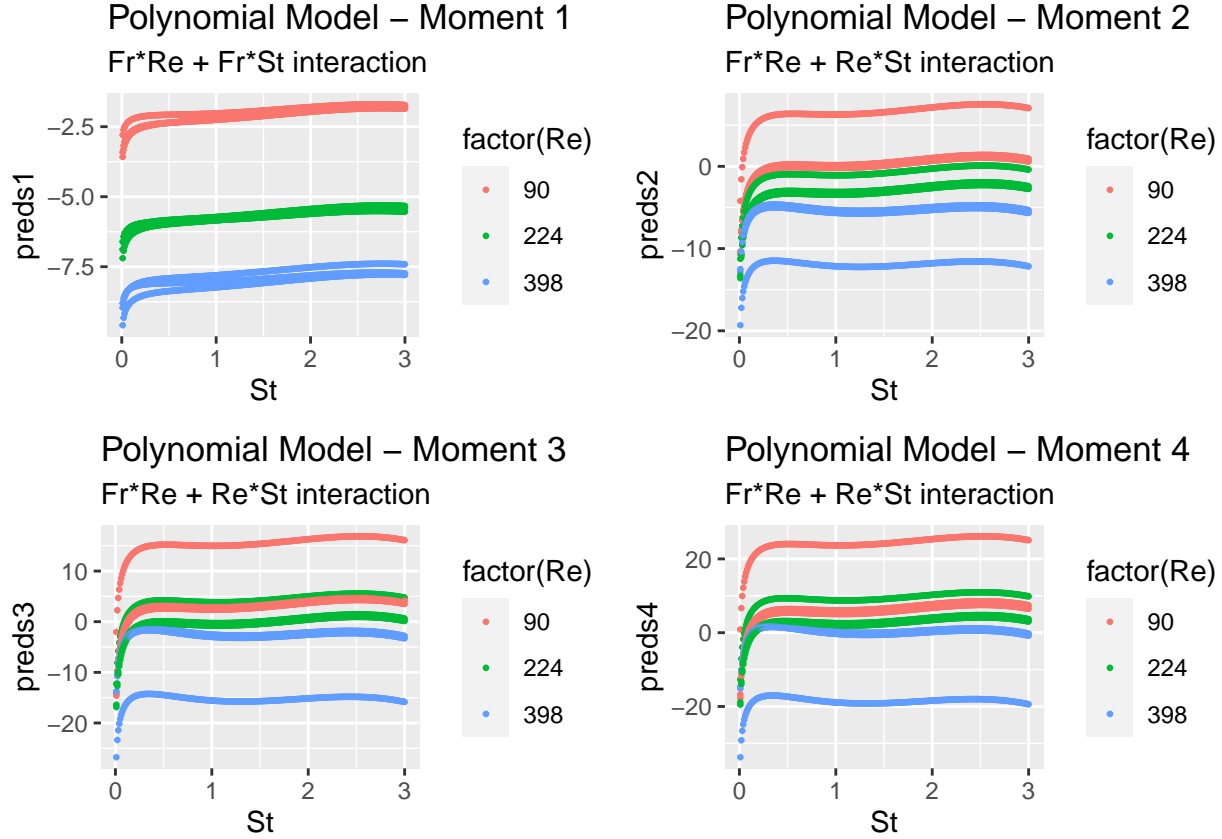 Polynomial Model – Moment 1
Fr*Re + Fr*St interaction
preds1
−2.5
−5.0
−7.5
0 1 2 3
St
factor(Re)
90
224
398
Polynomial Model – Moment 2
Fr*Re + Re*St interaction
preds2
0
−10
−20
0 1 2 3
St
factor(Re)
90
224
398
Polynomial Model – Moment 3
Fr*Re + Re*St interaction
preds3
10
0
−10
−20
0 1 2 3
St
factor(Re)
90
224
398
Polynomial Model – Moment 4
Fr*Re + Re*St interaction
preds4
20
0
−20
0 1 2 3
St
factor(Re)
90
224
398